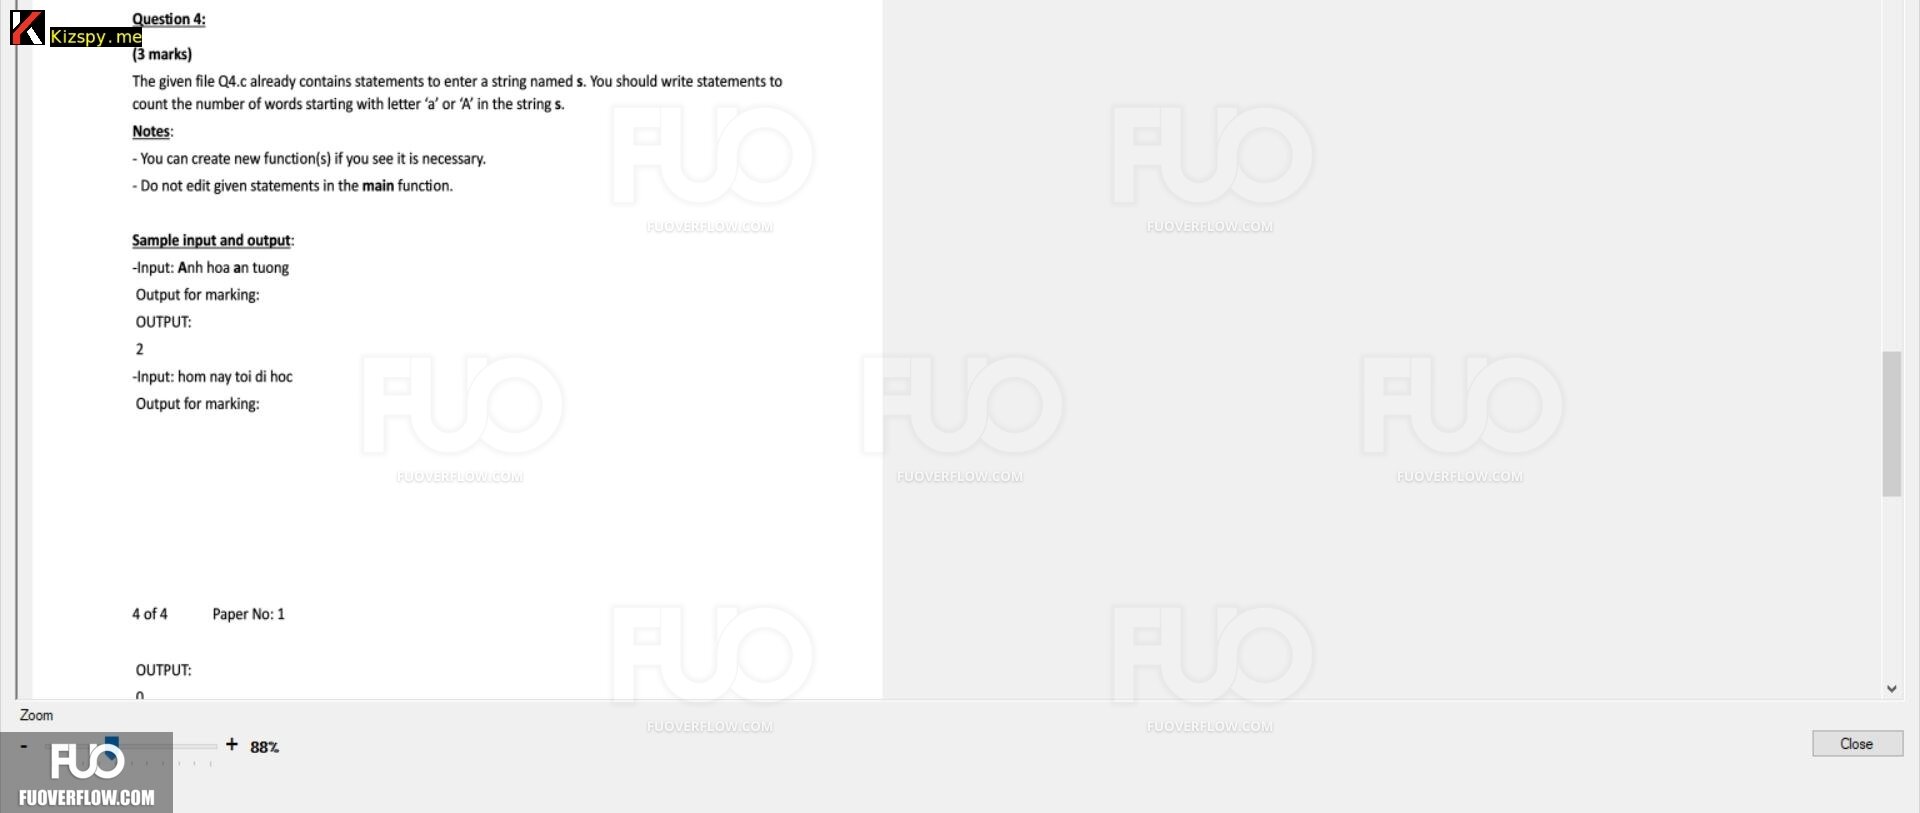 Question 4:
Kizspy.me
(3 marks)
The given file Q4.c already contains statements to enter a string named s. You should write statements to
count the number of words starting with letter ‘a’ or ‘A’ in the string s.
Notes:
- You can create new function(s) if you see it is necessary.
- Do not edit given statements in the main function.
FUO FUO
FUOVERFLOW.COM FUOVERFLOW.COM
Sample input and output:
-Input: Anh hoa an tuong
Output for marking:
OUTPUT:
2
-Input: hom nay toi di hoc
Output for marking:
FUO FUO FUO
FUOVERFLOW.COM FUOVERFLOW.COM FUOVERFLOW.COM
4 of 4 Paper No: 1
FUO FUO
OUTPUT:
0
FUOVERFLOW.COM FUOVERFLOW.COM
Zoom
- + 88%
Close
FUO
FUOVERFLOW.COM